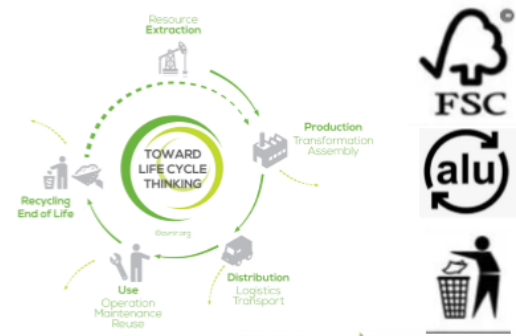 Resource
Extraction
Production
Transformation
Assembly
TOWARD
LIFE CYCLE
THINKING
Recycling
End of Life
Use
Operation
Maintenance
Reuse
Distribution
Logistics
Transport
FSC
alu